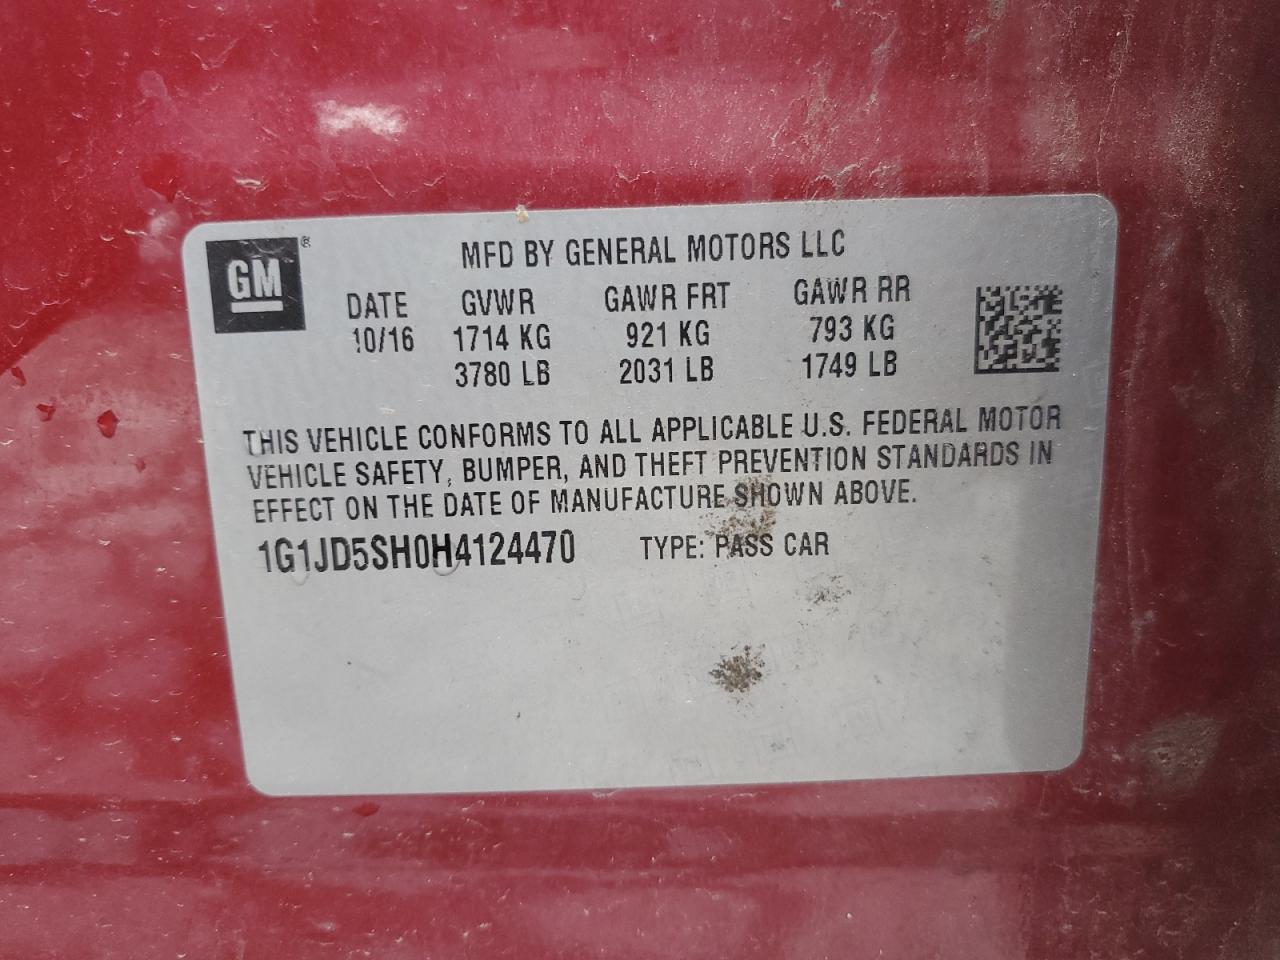 GM ®
MFD BY GENERAL MOTORS LLC
DATE GVWR GAWR FRT GAWR RR
10/16 1714 KG 921 KG 793 KG
3780 LB 2031 LB 1749 LB
THIS VEHICLE CONFORMS TO ALL APPLICABLE U.S. FEDERAL MOTOR
VEHICLE SAFETY, BUMPER, AND THEFT PREVENTION STANDARDS IN
EFFECT ON THE DATE OF MANUFACTURE SHOWN ABOVE.
1G1JD5SH0H4124470 TYPE: PASS CAR